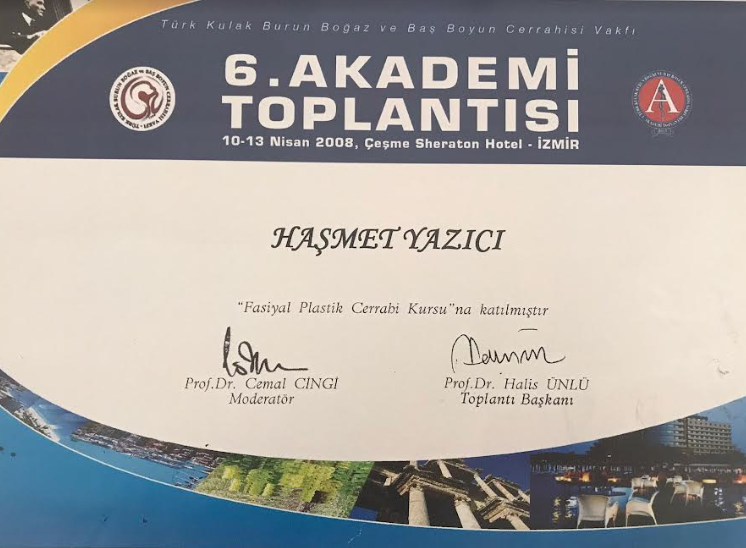 Türk Kulak Burun Boğaz ve Baş Boyun Cerrahisi Vakfı
6. AKADEMİ
TOPLANTISI
10-13 Nisan 2008, Çeşme Sheraton Hotel - İZMİR
HAŞMET YAZICI
"Fasiyal Plastik Cerrahi Kursu"na katılmıştır
Prof.Dr. Cemal CİNGİ
Moderatör
Prof.Dr. Halis ÜNLÜ
Toplantı Başkanı